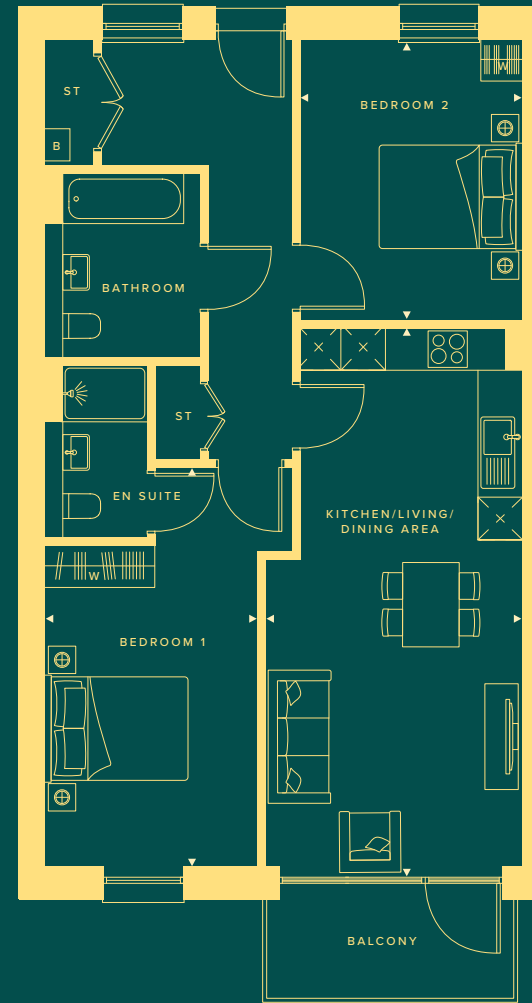 W
ST
BEDROOM 2
B
BATHROOM
ST
EN SUITE
KITCHEN/LIVING/
DINING AREA
W
BEDROOM 1
BALCONY